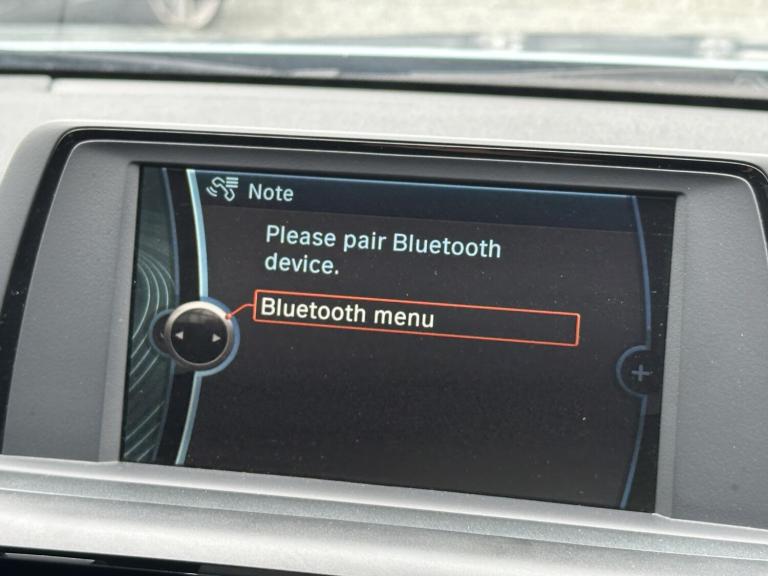 Note
Please pair Bluetooth
device.
Bluetooth menu